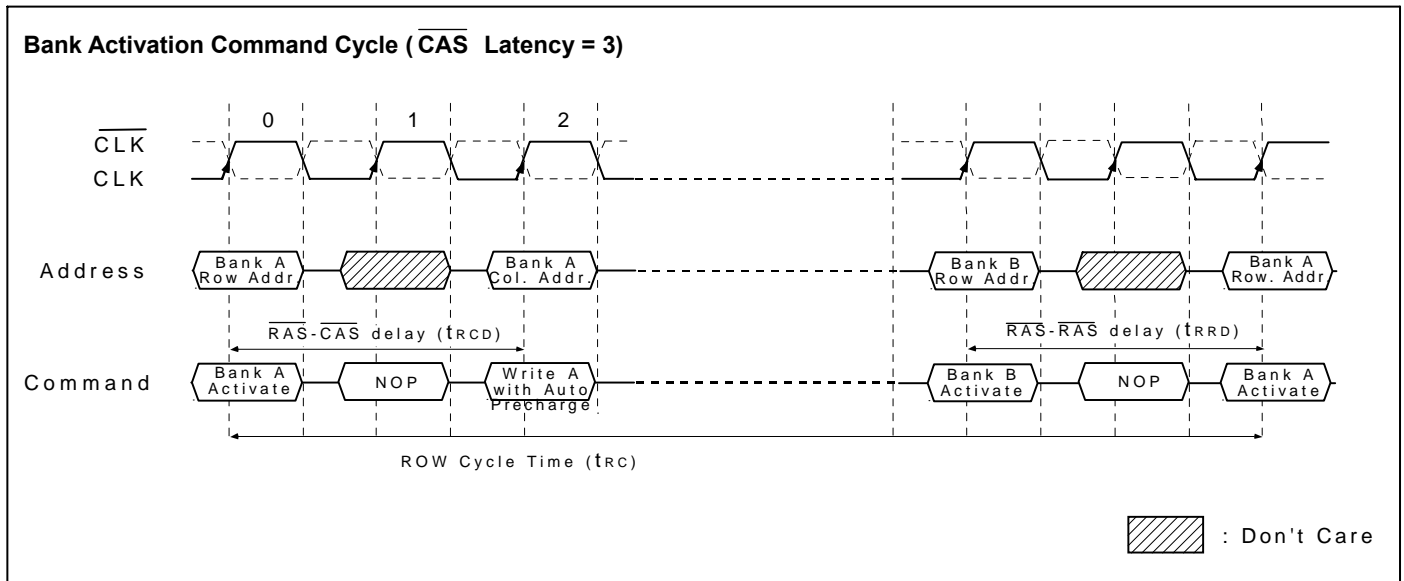 Bank Activation Command Cycle ( CAS Latency = 3)
0 1 2
CLK
CLK
Address
Bank A
Row Addr.
Bank A
Col. Addr.
Bank B
Row Addr.
Bank A
Row. Addr.
RAS-CAS delay (tRCD)
RAS-RAS delay (tRRD)
Command
Bank A
Activate
NOP
Write A
with Auto
Precharge
Bank B
Activate
NOP
Bank A
Activate
ROW Cycle Time (tRC)
: Don't Care